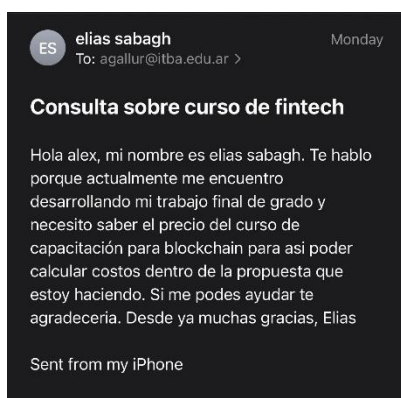 ES
elias sabagh
Monday
To: agallur@itba.edu.ar >
Consulta sobre curso de fintech
Hola alex, mi nombre es elias sabagh. Te hablo
porque actualmente me encuentro
desarrollando mi trabajo final de grado y
necesito saber el precio del curso de
capacitación para blockchain para asi poder
calcular costos dentro de la propuesta que
estoy haciendo. Si me podes ayudar te
agradeceria. Desde ya muchas gracias, Elias
Sent from my iPhone